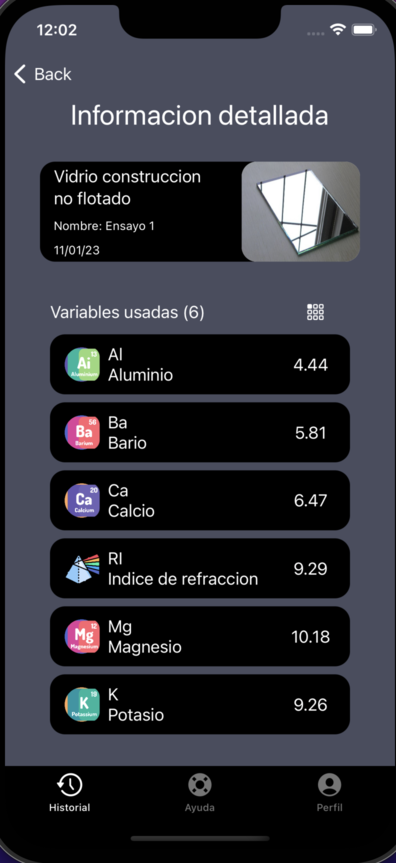 12:02
Back
Informacion detallada
Vidrio construccion
no flotado
Nombre: Ensayo 1
11/01/23
Variables usadas (6)
13
Ai
Aluminium
Al
Aluminio
4.44
56
Ba
Barium
Ba
Bario
5.81
20
Ca
Calcium
Ca
Calcio
6.47
RI
Indice de refraccion
9.29
12
Mg
Magnesium
Mg
Magnesio
10.18
19
K
Potassium
K
Potasio
9.26
Historial
Ayuda
Perfil